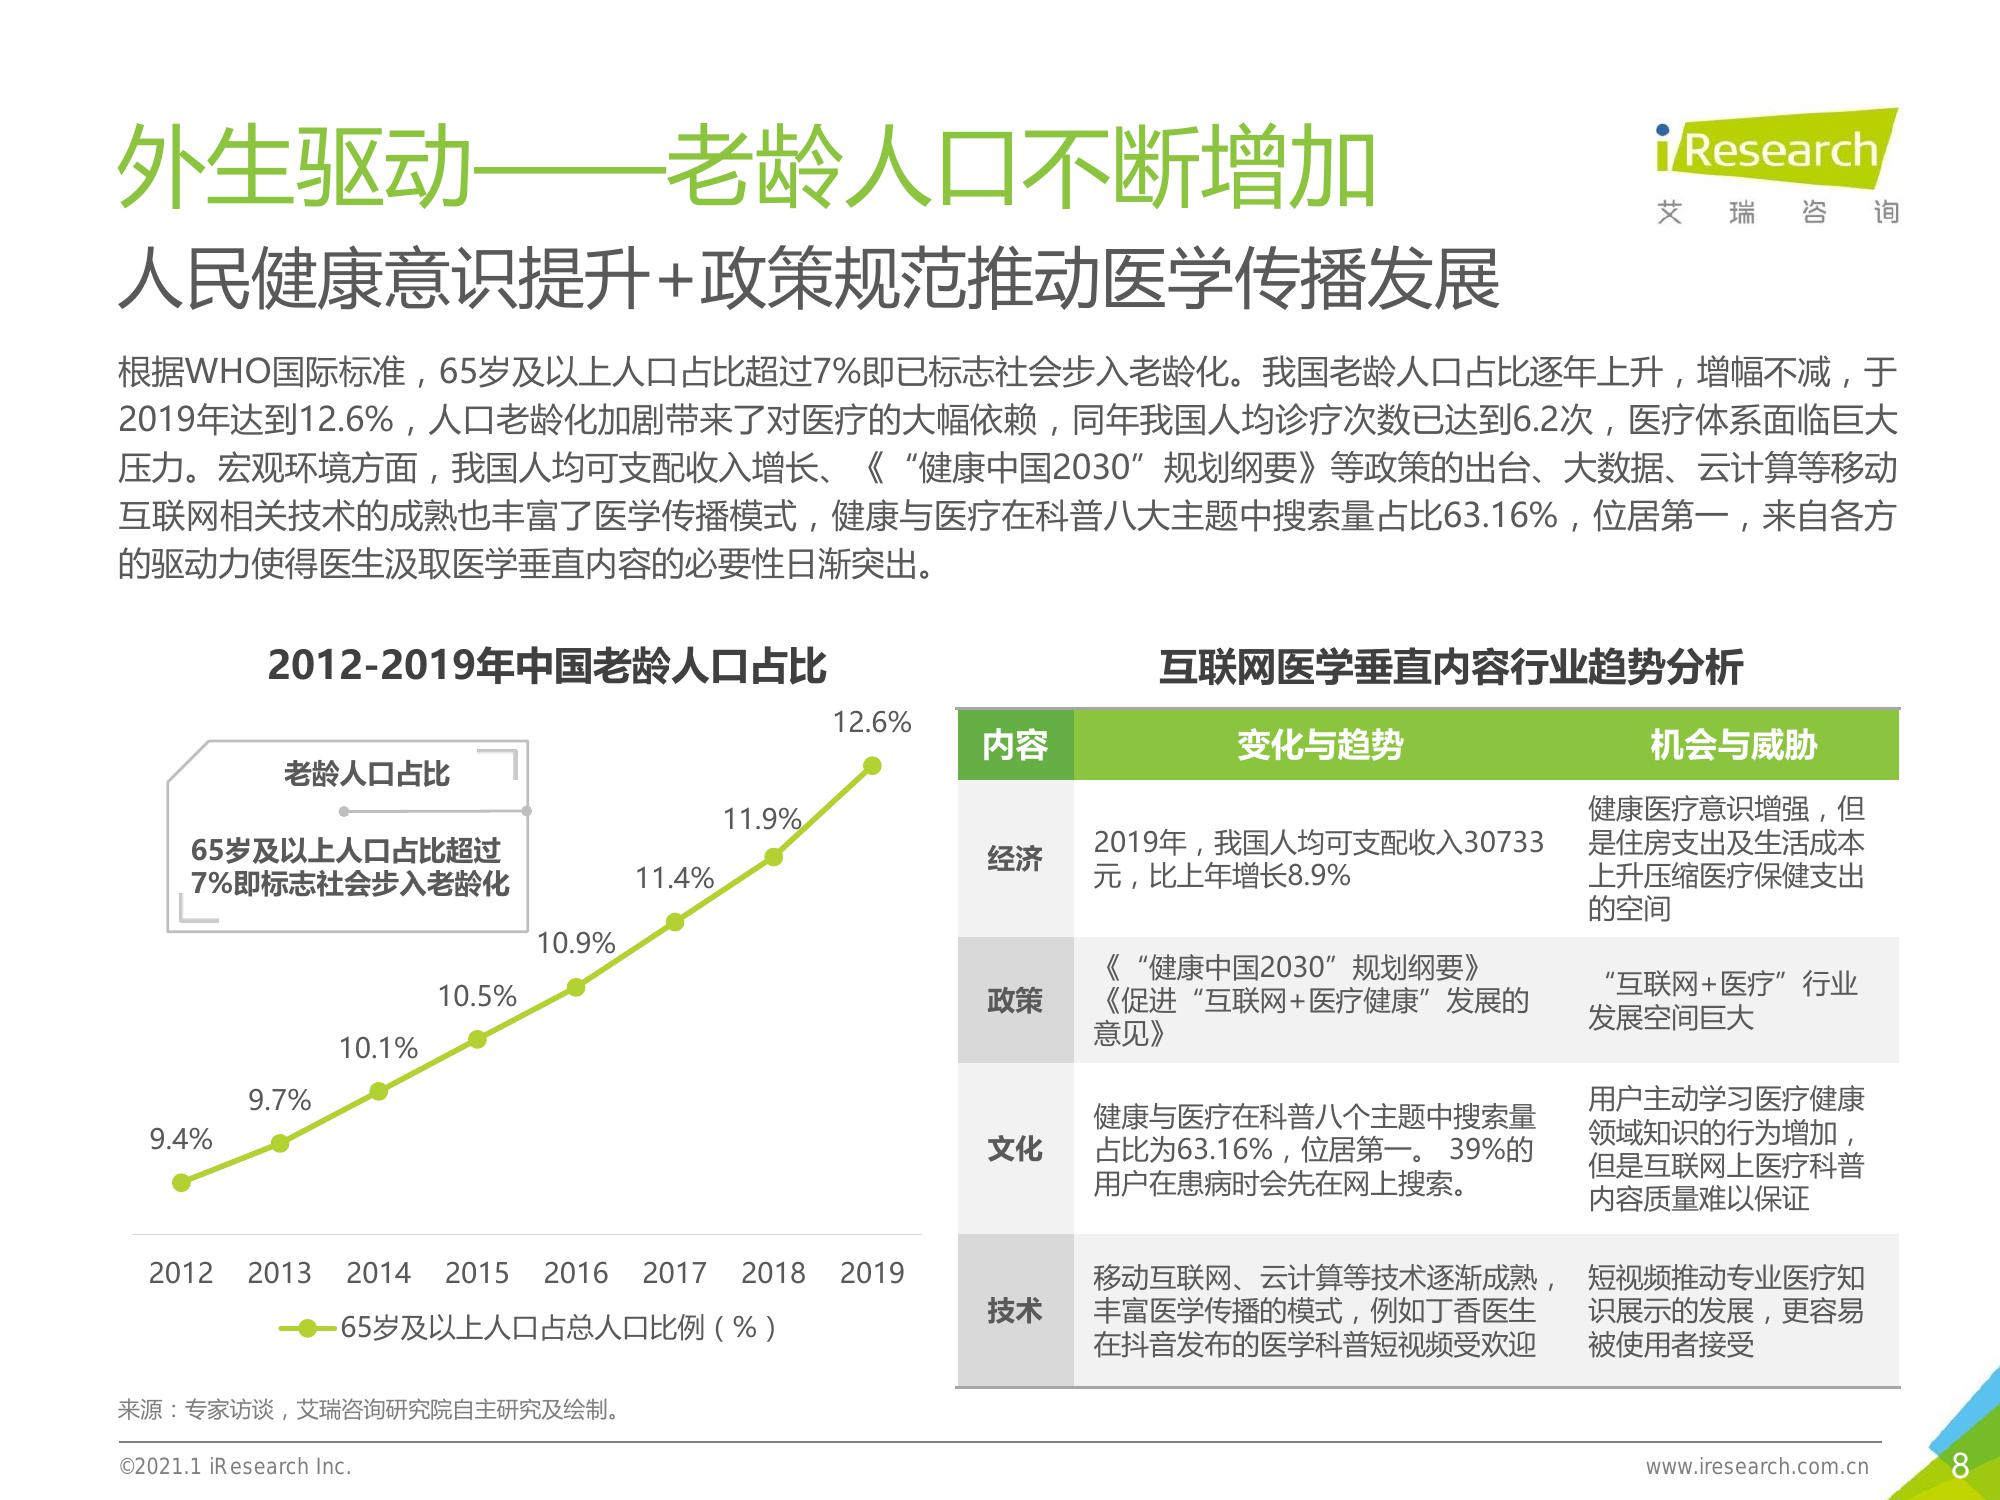 外生驱动——老龄人口不断增加
iResearch
艾瑞咨询
人民健康意识提升+政策规范推动医学传播发展
根据WHO国际标准，65岁及以上人口占比超过7%即已标志社会步入老龄化。我国老龄人口占比逐年上升，增幅不减，于
2019年达到12.6%，人口老龄化加剧带来了对医疗的大幅依赖，同年我国人均诊疗次数已达到6.2次，医疗体系面临巨大
压力。宏观环境方面，我国人均可支配收入增长、《“健康中国2030”规划纲要》等政策的出台、大数据、云计算等移动
互联网相关技术的成熟也丰富了医学传播模式，健康与医疗在科普八大主题中搜索量占比63.16%，位居第一，来自各方
的驱动力使得医生汲取医学垂直内容的必要性日渐突出。
2012-2019年中国老龄人口占比
老龄人口占比
65岁及以上人口占比超过
7%即标志社会步入老龄化
9.4%
9.7%
10.1%
10.5%
10.9%
11.4%
11.9%
12.6%
2012 2013 2014 2015 2016 2017 2018 2019
65岁及以上人口占总人口比例（%）
互联网医学垂直内容行业趋势分析
内容 变化与趋势 机会与威胁
经济
2019年，我国人均可支配收入30733
元，比上年增长8.9%
健康医疗意识增强，但
是住房支出及生活成本
上升压缩医疗保健支出
的空间
政策
《“健康中国2030”规划纲要》
《促进“互联网+医疗健康”发展的
意见》
“互联网+医疗”行业
发展空间巨大
文化
健康与医疗在科普八个主题中搜索量
占比为63.16%，位居第一。 39%的
用户在患病时会先在网上搜索。
用户主动学习医疗健康
领域知识的行为增加，
但是互联网上医疗科普
内容质量难以保证
技术
移动互联网、云计算等技术逐渐成熟，
丰富医学传播的模式，例如丁香医生
在抖音发布的医学科普短视频受欢迎
短视频推动专业医疗知
识展示的发展，更容易
被使用者接受
来源：专家访谈，艾瑞咨询研究院自主研究及绘制。
©2021.1 iResearch Inc.
www.iresearch.com.cn
8